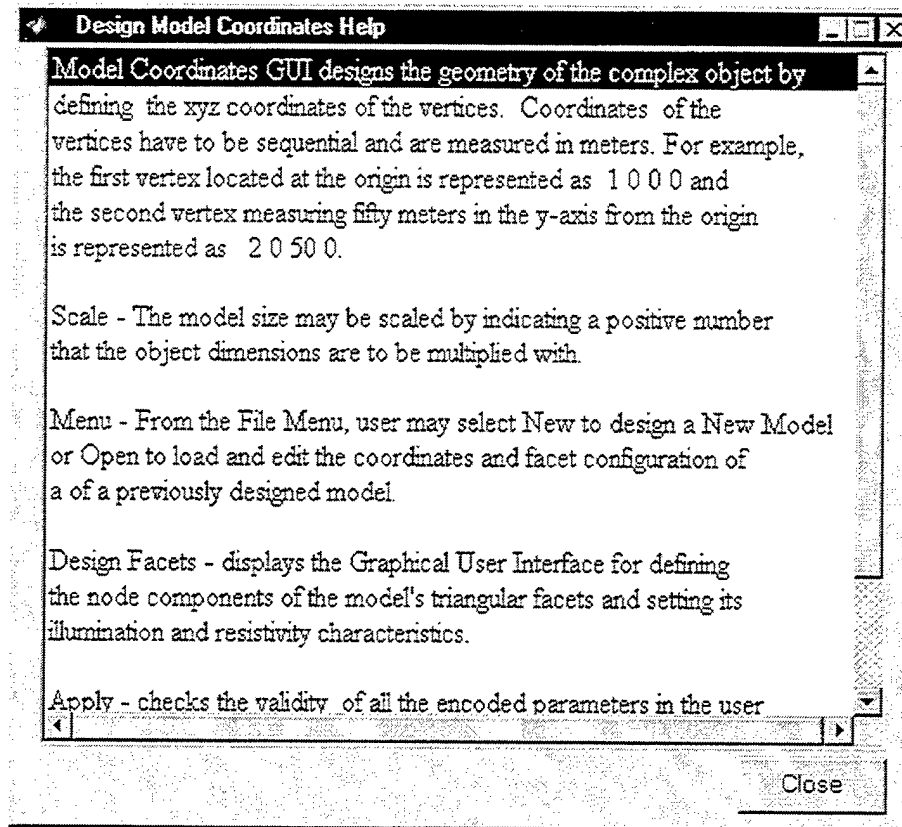 Design Model Coordinates Help
Model Coordinates GUI designs the geometry of the complex object by
defining the xyz coordinates of the vertices. Coordinates of the
vertices have to be sequential and are measured in meters. For example,
the first vertex located at the origin is represented as 1 0 0 0 and
the second vertex measuring fifty meters in the y-axis from the origin
is represented as 2 0 50 0.
Scale - The model size may be scaled by indicating a positive number
that the object dimensions are to be multiplied with.
Menu - From the File Menu, user may select New to design a New Model
or Open to load and edit the coordinates and facet configuration of
a of a previously designed model.
Design Facets - displays the Graphical User Interface for defining
the node components of the model's triangular facets and setting its
illumination and resistivity characteristics.
Apply - checks the validity of all the encoded parameters in the user
Close